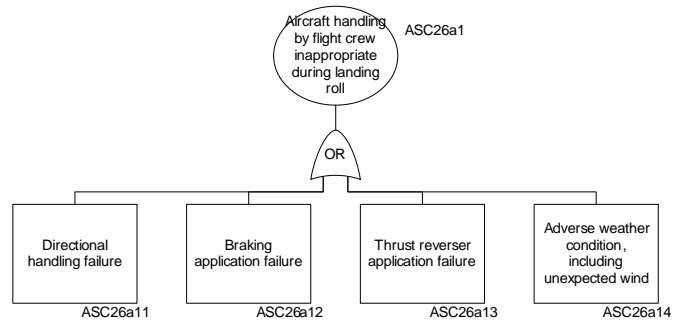 Aircraft handling
by flight crew
inappropriate
during landing
roll
ASC26a1
OR
Directional
handling failure
ASC26a11
Braking
application failure
ASC26a12
Thrust reverser
application failure
ASC26a13
Adverse weather
condition,
including
unexpected wind
ASC26a14